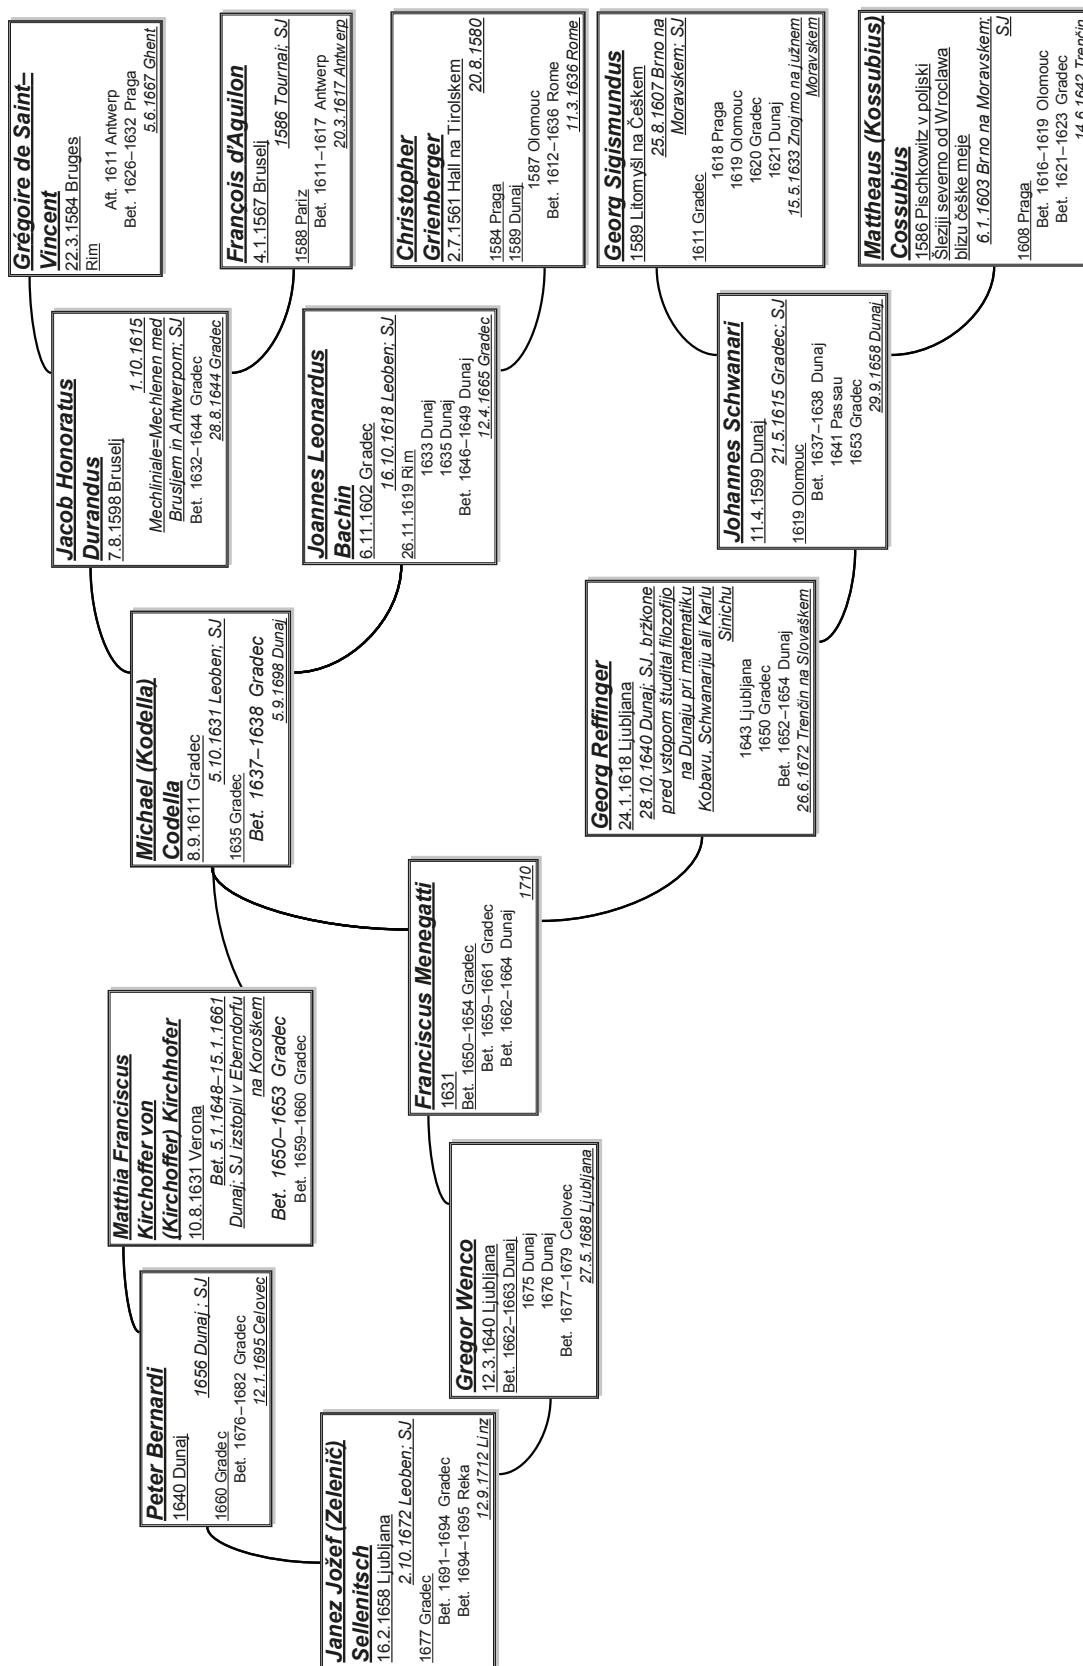 Janez Jožef (Zelenič)
Sellenitsch
16.2.1658 Ljubljana
2.10.1672 Leoben; SJ
1677 Gradec
Bet. 1691–1694 Gradec
Bet. 1694–1695 Reka
12.9.1712 Linz
Peter Bernardi
1640 Dunaj
1656 Dunaj ; SJ
1660 Gradec
Bet. 1676–1682 Gradec
12.1.1695 Celovec
Gregor Wenco
12.3.1640 Ljubljana
Bet. 1662–1663 Dunaj
1675 Dunaj
1676 Dunaj
Bet. 1677–1679 Celovec
27.5.1688 Ljubljana
Matthia Franciscus
Kirchoffer von
(Kirchoffer) Kirchhofer
10.8.1631 Verona
Bet. 5.1.1648–15.1.1661
Dunaj; SJ izstopil v Eberndorfu
na Koroškem
Bet. 1650–1653 Gradec
Bet. 1659–1660 Gradec
Franciscus Menegatti
1631
Bet. 1650–1654 Gradec
Bet. 1659–1661 Gradec
Bet. 1662–1664 Dunaj
1710
Michael (Kodella)
Codella
8.9.1611 Gradec
5.10.1631 Leoben; SJ
1635 Gradec
Bet. 1637–1638 Gradec
5.9.1698 Dunaj
Georg Reffinger
24.1.1618 Ljubljana
28.10.1640 Dunaj; SJ, bržkone
pred vstopom študital filozofijo
na Dunaju pri matematiku
Kobavu, Schwanariju ali Karlu
Sinichu
1643 Ljubljana
1650 Gradec
Bet. 1652–1654 Dunaj
26.6.1672 Trenčin na Slovaškem
Jacob Honoratus
Durandus
7.8.1598 Bruselj
1.10.1615
Mechliniale=Mechlenen med
Brusljem in Antwerpom; SJ
Bet. 1632–1644 Gradec
28.8.1644 Gradec
Joannes Leonardus
Bachin
6.11.1602 Gradec
16.10.1618 Leoben; SJ
26.11.1619 Rim
1633 Dunaj
1635 Dunaj
Bet. 1646–1649 Dunaj
12.4.1665 Gradec
Johannes Schwanari
11.4.1599 Dunaj
21.5.1615 Gradec; SJ
1619 Olomouc
Bet. 1637–1638 Dunaj
1641 Passau
1653 Gradec
29.9.1658 Dunaj
Grégoire de Saint–
Vincent
22.3.1584 Bruges
Rim
Aft. 1611 Antwerp
Bet. 1626–1632 Praga
5.6.1667 Ghent
François d'Aguilon
4.1.1567 Bruselj
1586 Tournai; SJ
1588 Pariz
Bet. 1611–1617 Antwerp
20.3.1617 Antwerp
Christopher
Grienberger
2.7.1561 Hall na Tirolskem
20.8.1580
1584 Praga
1589 Dunaj
1587 Olomouc
Bet. 1612–1636 Rome
11.3.1636 Rome
Georg Sigismundus
1589 Litomyšl na Češkem
25.8.1607 Brno na
Moravskem; SJ
1611 Gradec
1618 Praga
1619 Olomouc
1620 Gradec
1621 Dunaj
15.5.1633 Znojmo na južnem
Moravskem
Mattheaus (Kossubius)
Cossubius
1586 Pischkowitz v poljski
Šleziji severno od Wroclawa
blizu češke meje
6.1.1603 Brno na Moravskem;
SJ
1608 Praga
Bet. 1616–1619 Olomouc
Bet. 1621–1623 Gradec
14.6.1642 Trenčin